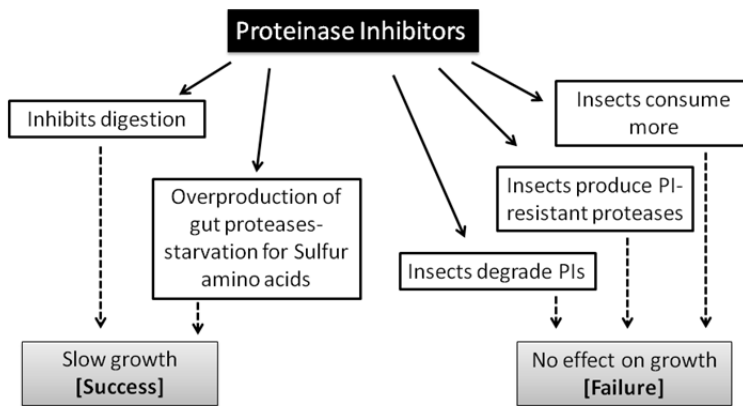 Proteinase Inhibitors
Inhibits digestion
Overproduction of
gut proteases-
starvation for Sulfur
amino acids
Insects degrade PIs
Insects produce PI-
resistant proteases
Insects consume
more
Slow growth
[Success]
No effect on growth
[Failure]